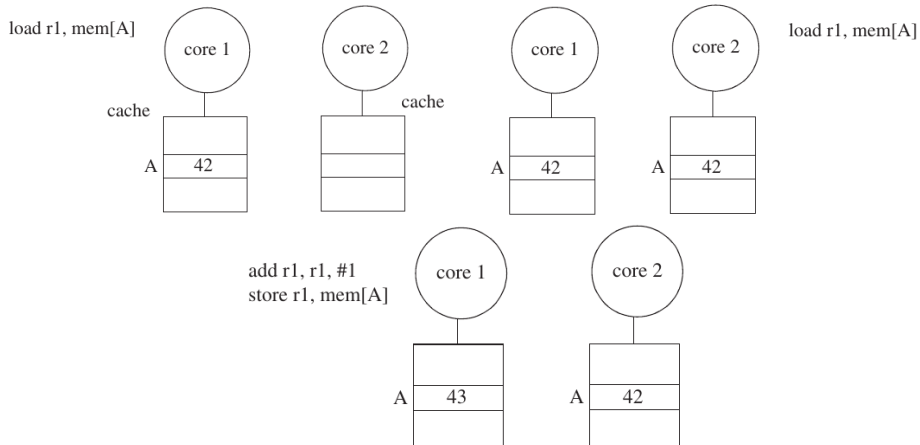 load r1, mem[A]
core 1
core 2
core 1
core 2
load r1, mem[A]
cache
cache
A 42
A 42
A 42
add r1, r1, #1
store r1, mem[A]
core 1
core 2
A 43
A 42